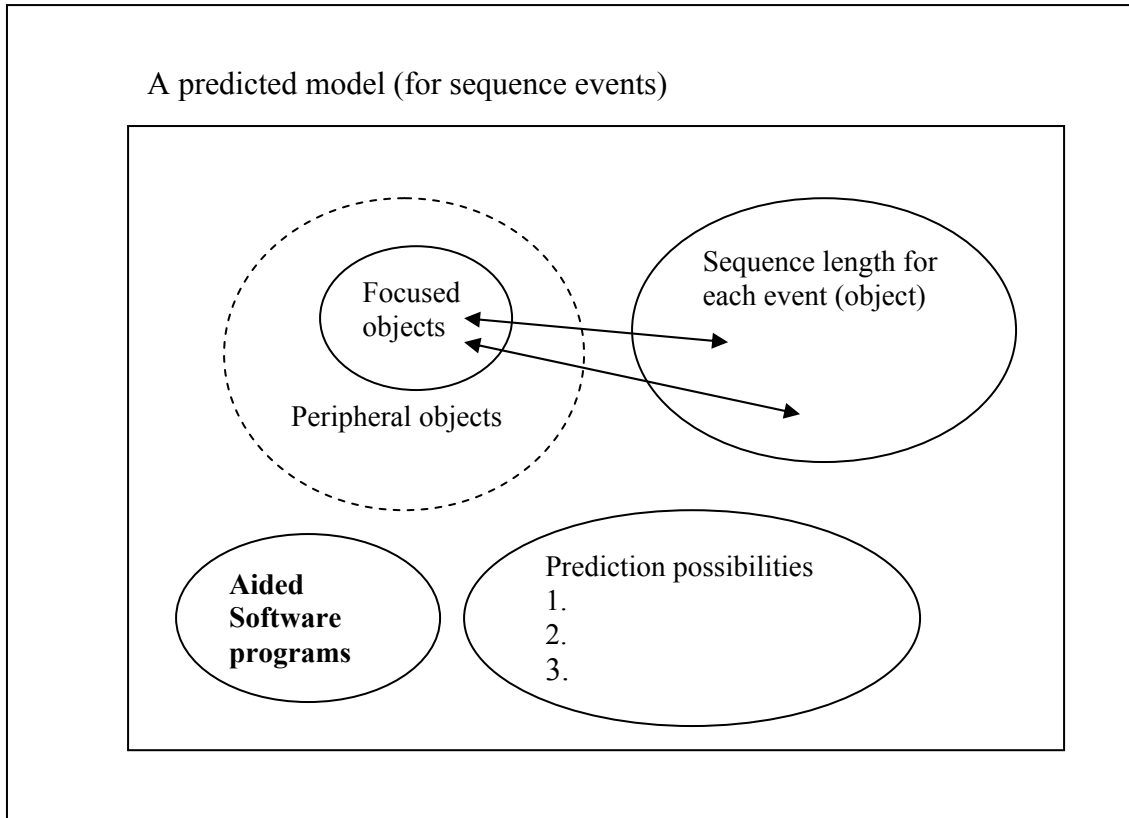 A predicted model (for sequence events)
Focused
objects
Peripheral objects
Sequence length for
each event (object)
Aided
Software
programs
Prediction possibilities
1.
2.
3.